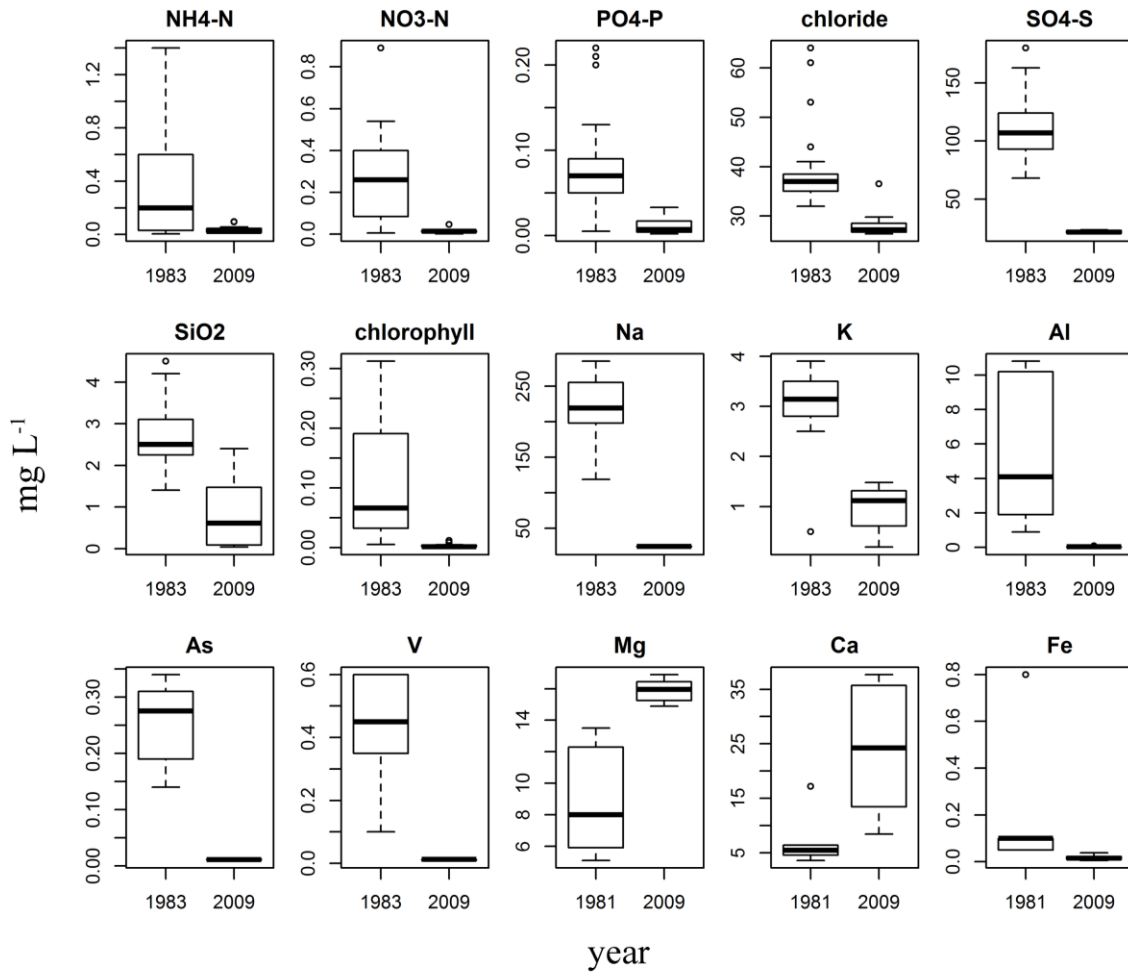 NH4-N NO3-N PO4-P chloride SO4-S
0.0 0.4 0.8 1.2
0.0 0.2 0.4 0.6 0.8
0.00 0.10 0.20
30 40 50 60
50 100 150
1983 2009 1983 2009 1983 2009 1983 2009 1983 2009
mg L-1
SiO2 chlorophyll Na K Al
0 1 2 3 4
0.00 0.10 0.20 0.30
50 150 250
1 2 3 4
0 2 4 6 8 10
1983 2009 1983 2009 1983 2009 1983 2009 1983 2009
As V Mg Ca Fe
0.00 0.10 0.20 0.30
0.0 0.2 0.4 0.6
6 8 10 14
5 15 25 35
0.0 0.2 0.4 0.6 0.8
1983 2009 1983 2009 1981 2009 1981 2009 1981 2009
year